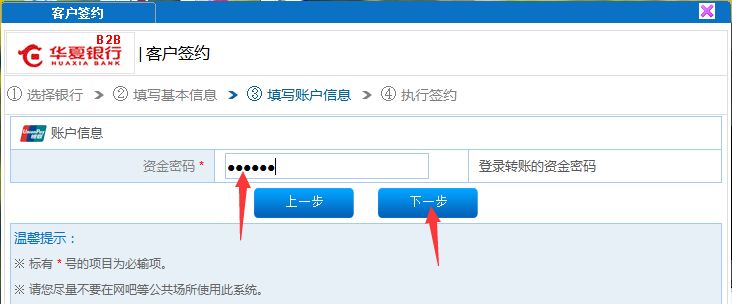 客户签约
华夏银行 B2B
HUAXIA BANK
| 客户签约
① 选择银行 > ② 填写基本信息 > ③ 填写账户信息 > ④ 执行签约
UnionPay 银联 账户信息
资金密码 * ●●●●●● 登录转账的资金密码
上一步 下一步
温馨提示：
※ 标有 * 号的项目为必输项。
※ 请您尽量不要在网吧等公共场所使用此系统。